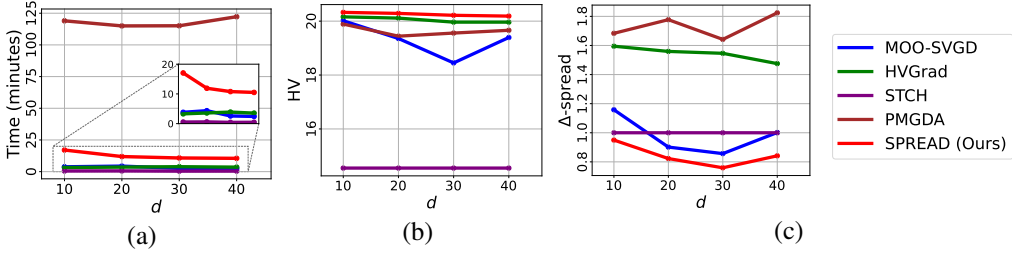 Time (minutes)
125
100
75
50
125
0
20
10
0
10
20
30
40
d
(a)
HV
20
18
16
10
20
30
40
d
(b)
Δ-spread
1.8
1.6
1.4
1.2
1.0
0.8
10
20
30
40
d
(c)
MOO-SVGD
HVGrad
STCH
PMGDA
SPREAD (Ours)